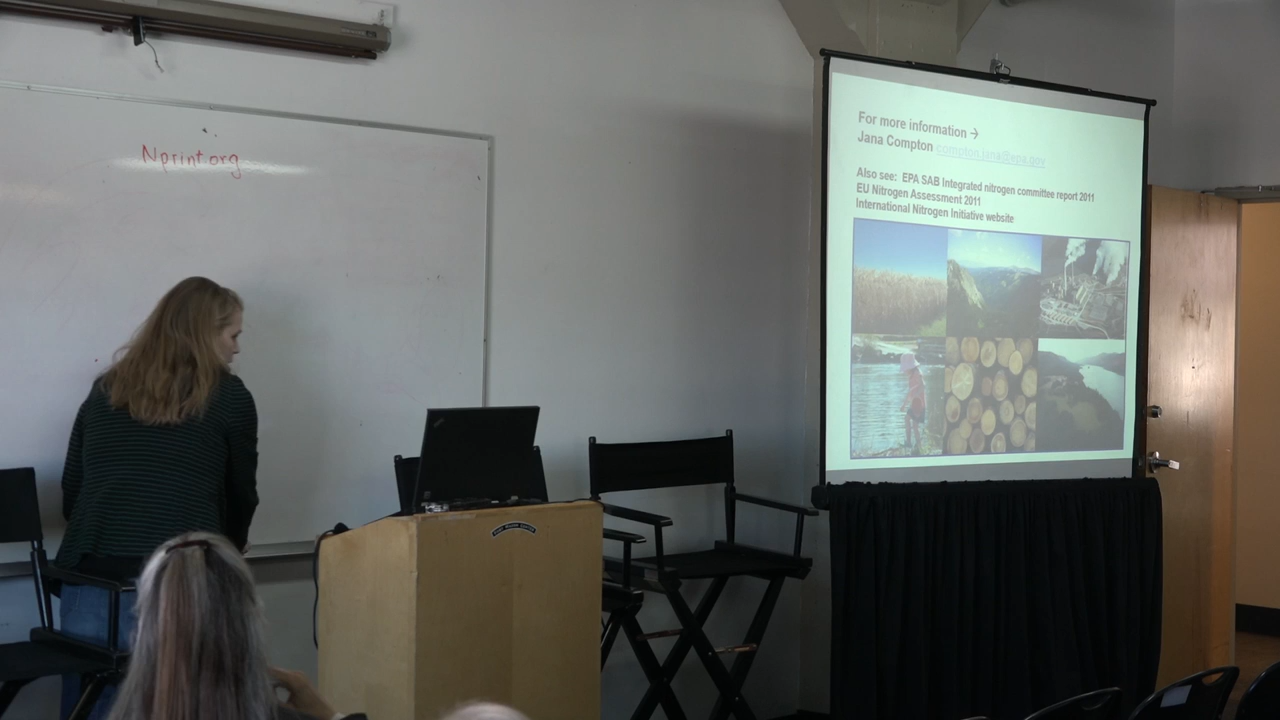 Nprint.org
For more information →
Jana Compton compton.jana@epa.gov
Also see: EPA SAB Integrated nitrogen committee report 2011
EU Nitrogen Assessment 2011
International Nitrogen Initiative website